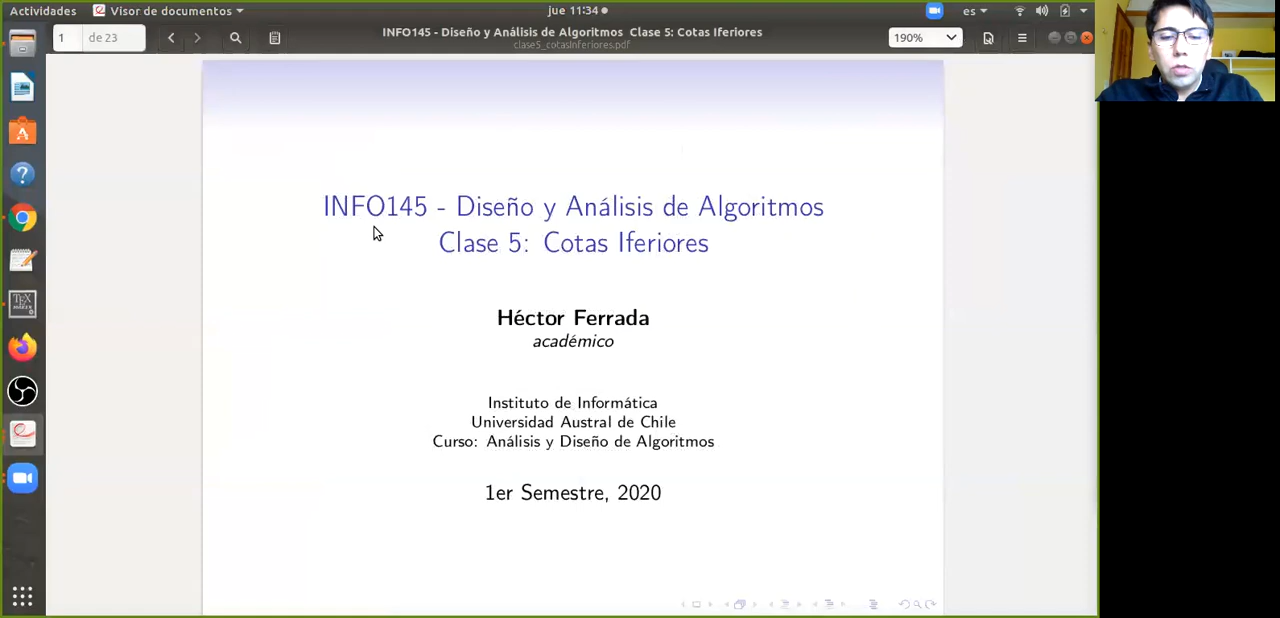 Actividades
Visor de documentos
jue 11:34
es
1
de 23
INFO145 - Diseño y Análisis de Algoritmos Clase 5: Cotas Iferiores
clase5_cotasInferiores.pdf
190%
INFO145 - Diseño y Análisis de Algoritmos
Clase 5: Cotas Iferiores
Héctor Ferrada
académico
Instituto de Informática
Universidad Austral de Chile
Curso: Análisis y Diseño de Algoritmos
1er Semestre, 2020